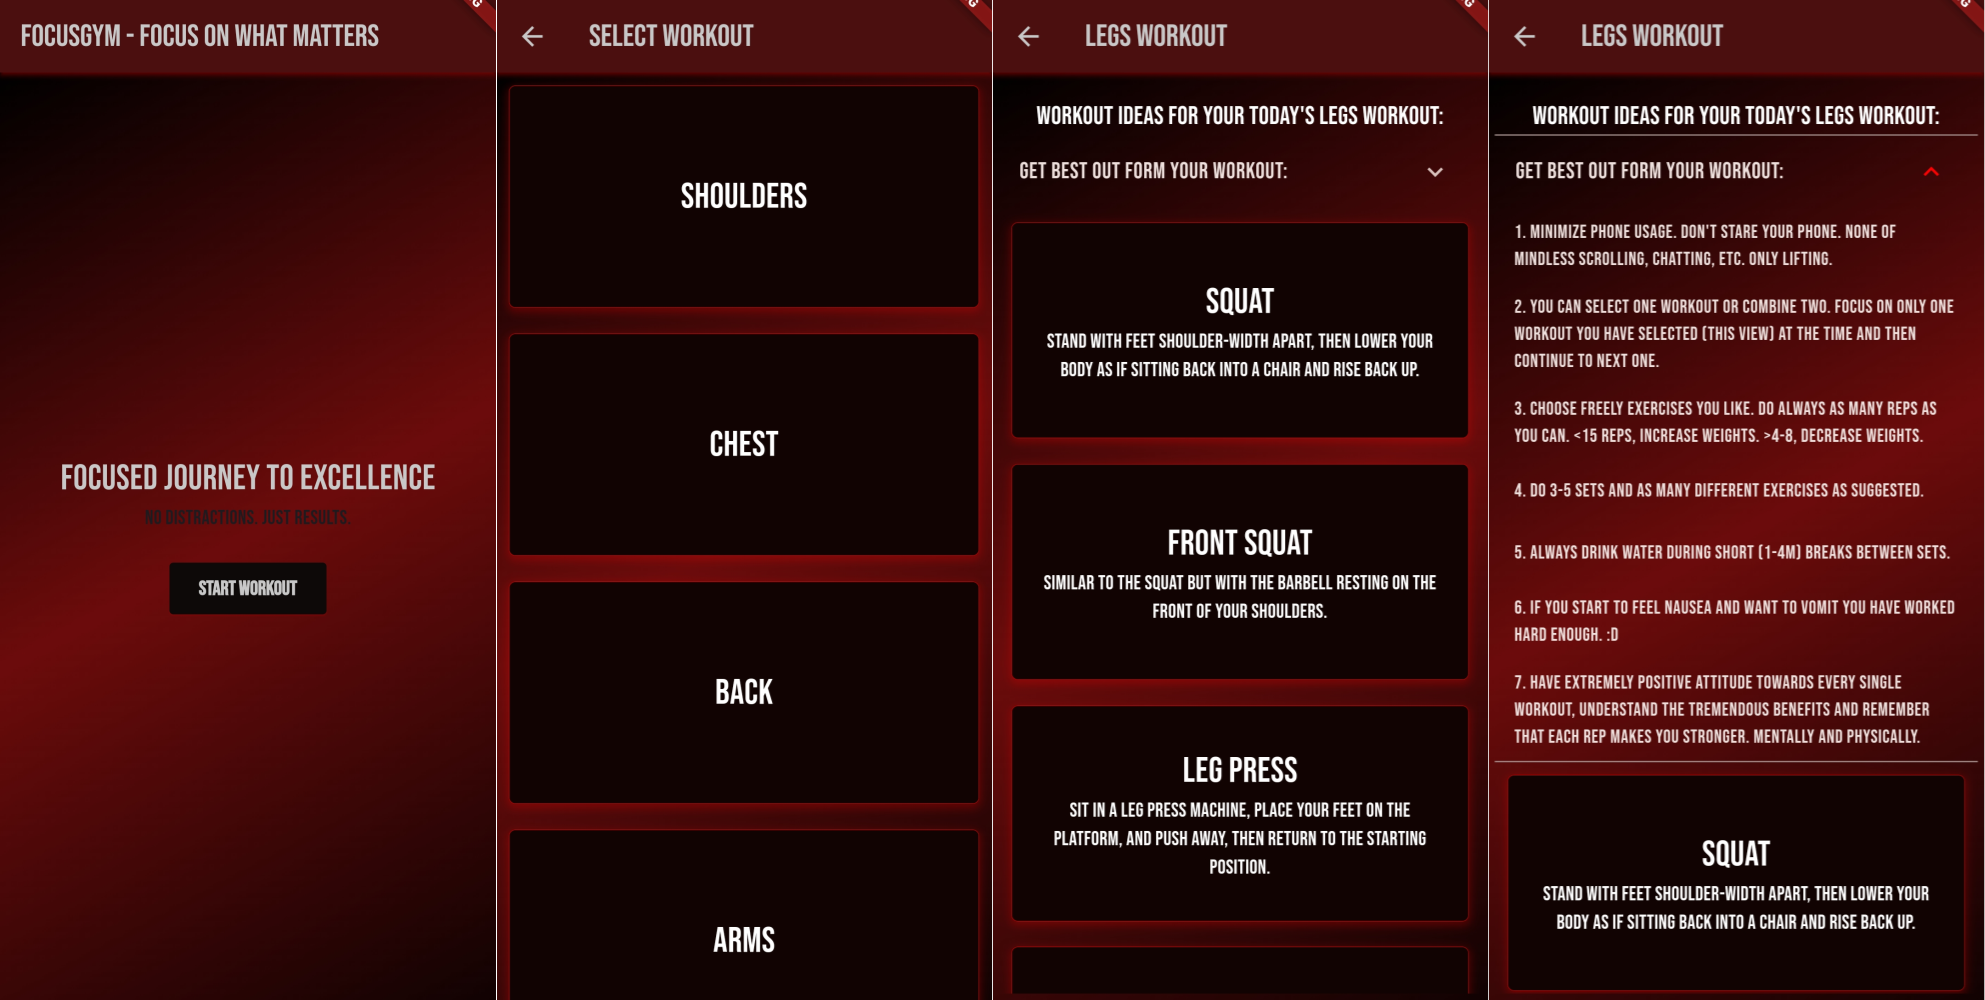 FOCUSGYM - FOCUS ON WHAT MATTERS
FOCUSED JOURNEY TO EXCELLENCE
NO DISTRACTIONS. JUST RESULTS.
START WORKOUT
SELECT WORKOUT
SHOULDERS
CHEST
BACK
ARMS
LEGS WORKOUT
WORKOUT IDEAS FOR YOUR TODAY'S LEGS WORKOUT:
GET BEST OUT FORM YOUR WORKOUT:
SQUAT
STAND WITH FEET SHOULDER-WIDTH APART, THEN LOWER YOUR
BODY AS IF SITTING BACK INTO A CHAIR AND RISE BACK UP.
FRONT SQUAT
SIMILAR TO THE SQUAT BUT WITH THE BARBELL RESTING ON THE
FRONT OF YOUR SHOULDERS.
LEG PRESS
SIT IN A LEG PRESS MACHINE, PLACE YOUR FEET ON THE
PLATFORM, AND PUSH AWAY, THEN RETURN TO THE STARTING
POSITION.
LEGS WORKOUT
WORKOUT IDEAS FOR YOUR TODAY'S LEGS WORKOUT:
GET BEST OUT FORM YOUR WORKOUT:
1. MINIMIZE PHONE USAGE. DON'T STARE YOUR PHONE. NONE OF
MINDLESS SCROLLING, CHATTING, ETC. ONLY LIFTING.
2. YOU CAN SELECT ONE WORKOUT OR COMBINE TWO. FOCUS ON ONLY ONE
WORKOUT YOU HAVE SELECTED (THIS VIEW) AT THE TIME AND THEN
CONTINUE TO NEXT ONE.
3. CHOOSE FREELY EXERCISES YOU LIKE. DO ALWAYS AS MANY REPS AS
YOU CAN. <15 REPS, INCREASE WEIGHTS. >4-8, DECREASE WEIGHTS.
4. DO 3-5 SETS AND AS MANY DIFFERENT EXERCISES AS SUGGESTED.
5. ALWAYS DRINK WATER DURING SHORT (1-4M) BREAKS BETWEEN SETS.
6. IF YOU START TO FEEL NAUSEA AND WANT TO VOMIT YOU HAVE WORKED
HARD ENOUGH. :D
7. HAVE EXTREMELY POSITIVE ATTITUDE TOWARDS EVERY SINGLE
WORKOUT, UNDERSTAND THE TREMENDOUS BENEFITS AND REMEMBER
THAT EACH REP MAKES YOU STRONGER. MENTALLY AND PHYSICALLY.
SQUAT
STAND WITH FEET SHOULDER-WIDTH APART, THEN LOWER YOUR
BODY AS IF SITTING BACK INTO A CHAIR AND RISE BACK UP.